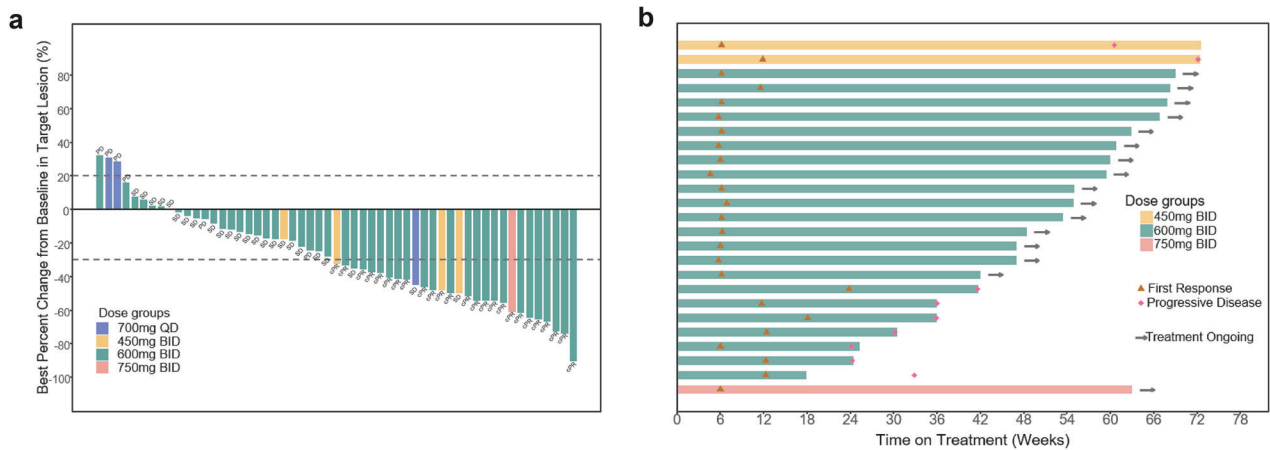 a
Best Percent Change from Baseline in Target Lesion (%)
80
60
40
20
0
-20
-40
-60
-80
-100
PD
PD
PD
PD
SD
SD
SD
SD
Dose groups
700mg QD
450mg BID
600mg BID
750mg BID
b
Dose groups
450mg BID
600mg BID
750mg BID
First Response
Progressive Disease
Treatment Ongoing
0 6 12 18 24 30 36 42 48 54 60 66 72 78
Time on Treatment (Weeks)